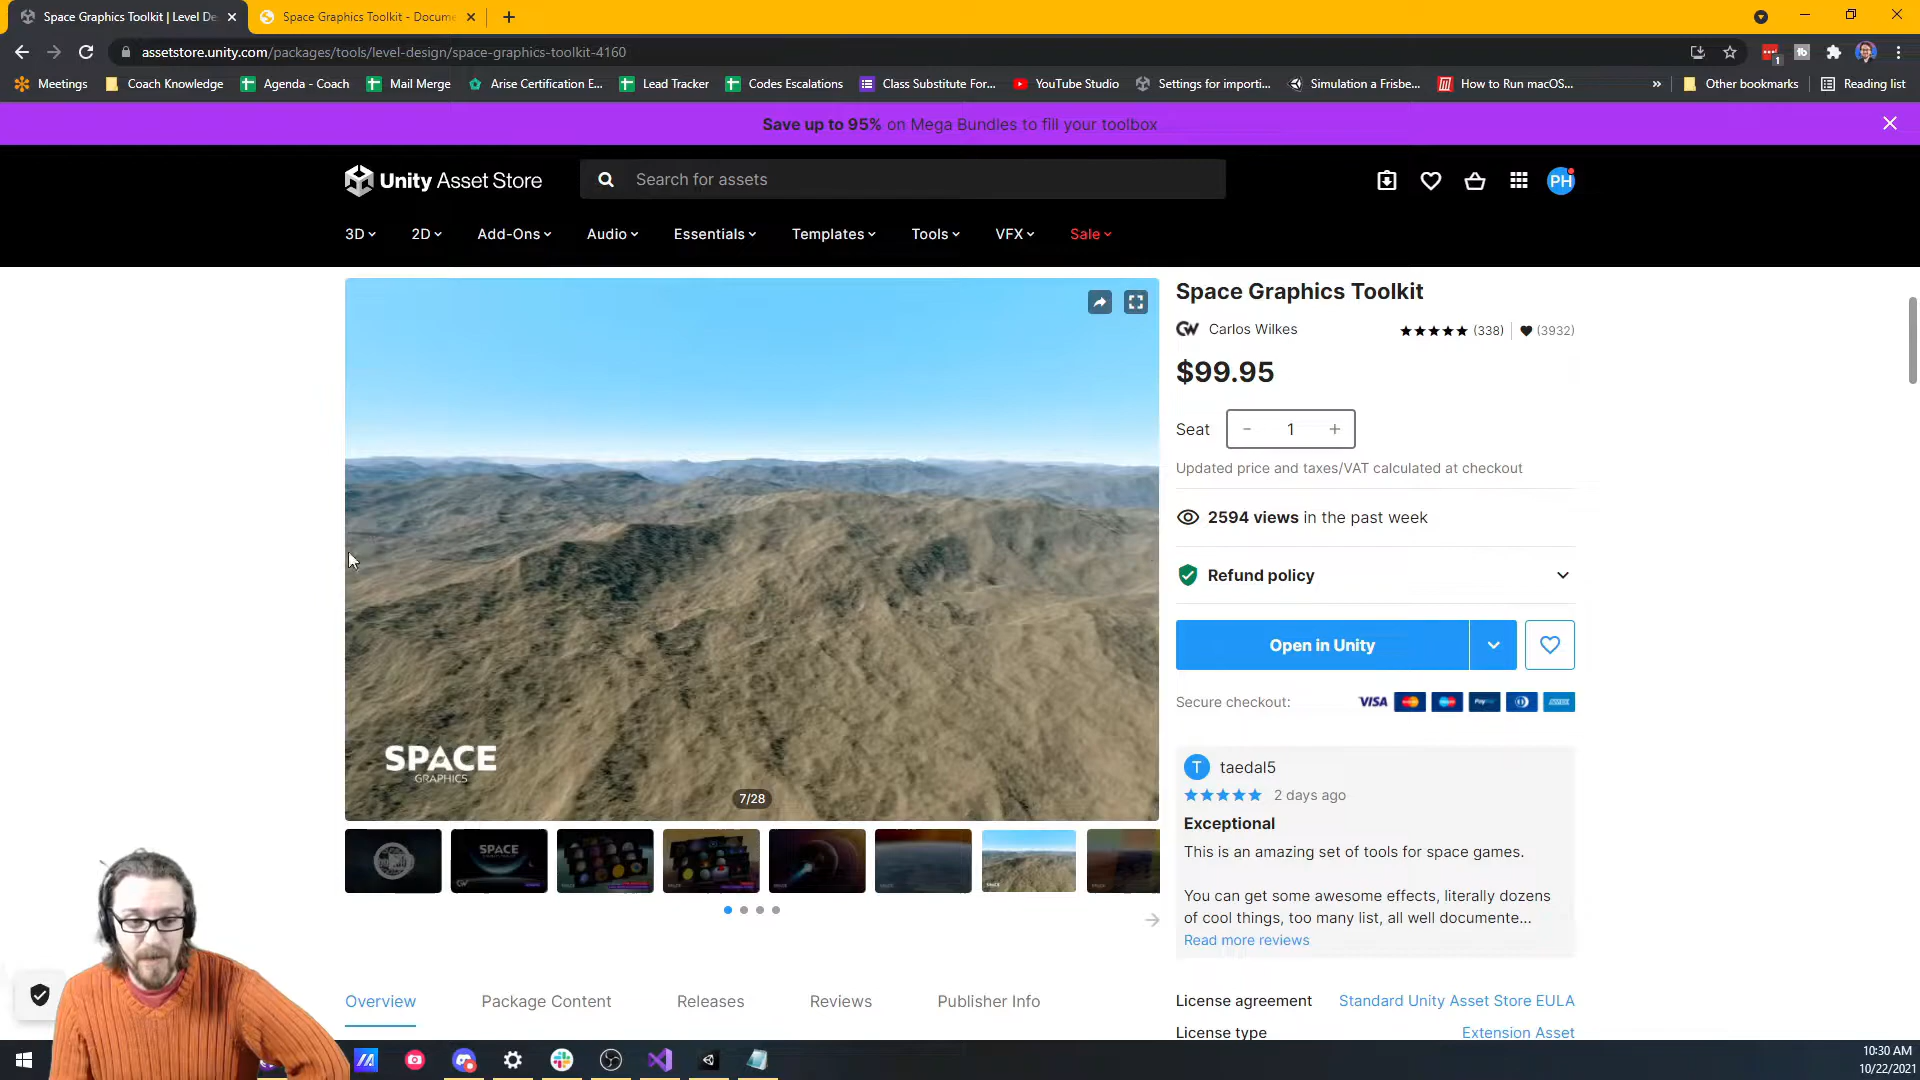 Space Graphics Toolkit | Level De
Space Graphics Toolkit - Docume
assetstore.unity.com/packages/tools/level-design/space-graphics-toolkit-4160
1
Meetings
Coach Knowledge
Agenda - Coach
Mail Merge
Arise Certification E...
Lead Tracker
Codes Escalations
Class Substitute For...
YouTube Studio
Settings for importi...
Simulation a Frisbe...
How to Run macOS...
»
Other bookmarks
Reading list
Save up to 95% on Mega Bundles to fill your toolbox
Unity Asset Store
Search for assets
PH
3D
2D
Add-Ons
Audio
Essentials
Templates
Tools
VFX
Sale
SPACE
GRAPHICS
7/28
SPACE
Space Graphics Toolkit
Carlos Wilkes
(338)
(3932)
$99.95
Seat
- 1 +
Updated price and taxes/VAT calculated at checkout
2594 views in the past week
Refund policy
Open in Unity
Secure checkout:
VISA
PayPal
T
taedal5
2 days ago
Exceptional
This is an amazing set of tools for space games.
You can get some awesome effects, literally dozens
of cool things, too many list, all well documente...
Read more reviews
Overview
Package Content
Releases
Reviews
Publisher Info
License agreement
Standard Unity Asset Store EULA
License type
Extension Asset
10:30 AM
10/22/2021